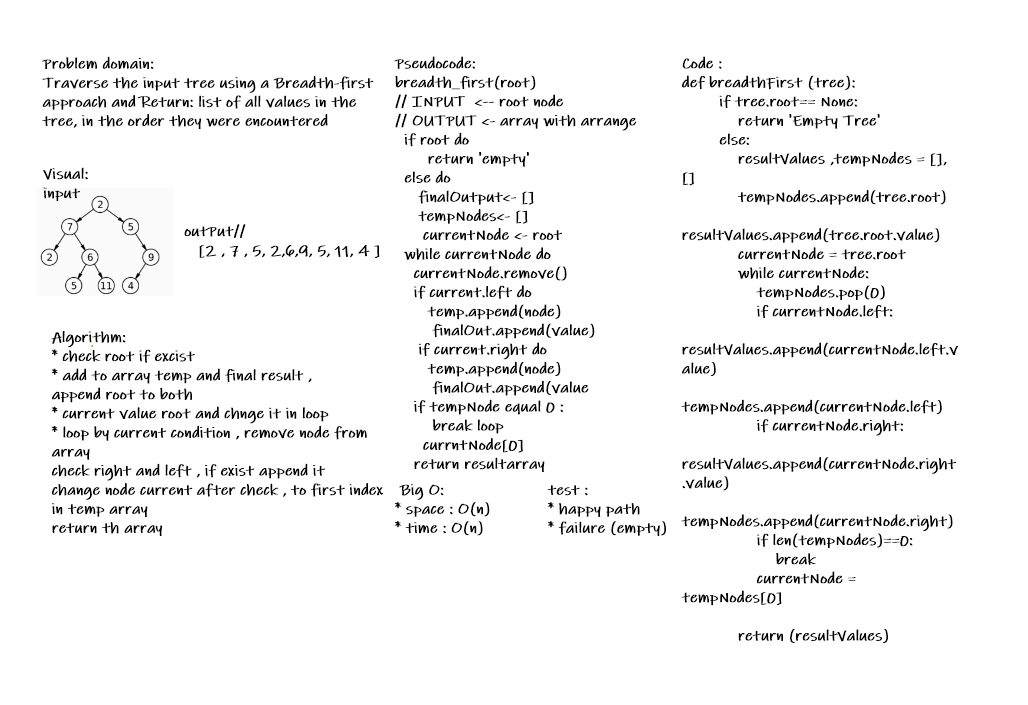 Problem domain:
Traverse the input tree using a Breadth-first
approach and Return: list of all values in the
tree, in the order they were encountered
Visual:
input
2
7
5
2
6
9
5
11
4
output//
[2 , 7 , 5, 2,6,9, 5, 11, 4 ]
Algorithm:
* check root if excist
* add to array temp and final result ,
append root to both
* current value root and chnge it in loop
* loop by current condition , remove node from
array
check right and left , if exist append it
change node current after check , to first index
in temp array
return th array
Pseudocode:
breadth_first(root)
// INPUT <-- root node
// OUTPUT <- array with arrange
if root do
return 'empty'
else do
finalOutput<- []
tempNodes<- []
currentNode <- root
while currentNode do
currentNode.remove()
if current.left do
temp.append(node)
finalOut.append(value)
if current.right do
temp.append(node)
finalOut.append(value
if tempNode equal 0 :
break loop
currntNode[0]
return resultarray
Big O:
* space : O(n)
* time : O(n)
test :
* happy path
* failure (empty)
Code :
def breadthFirst (tree):
if tree.root== None:
return 'Empty Tree'
else:
resultValues ,tempNodes = [],
[]
tempNodes.append(tree.root)
resultValues.append(tree.root.value)
currentNode = tree.root
while currentNode:
tempNodes.pop(0)
if currentNode.left:
resultValues.append(currentNode.left.v
alue)
tempNodes.append(currentNode.left)
if currentNode.right:
resultValues.append(currentNode.right
.value)
tempNodes.append(currentNode.right)
if len(tempNodes)==0:
break
currentNode =
tempNodes[0]
return (resultValues)